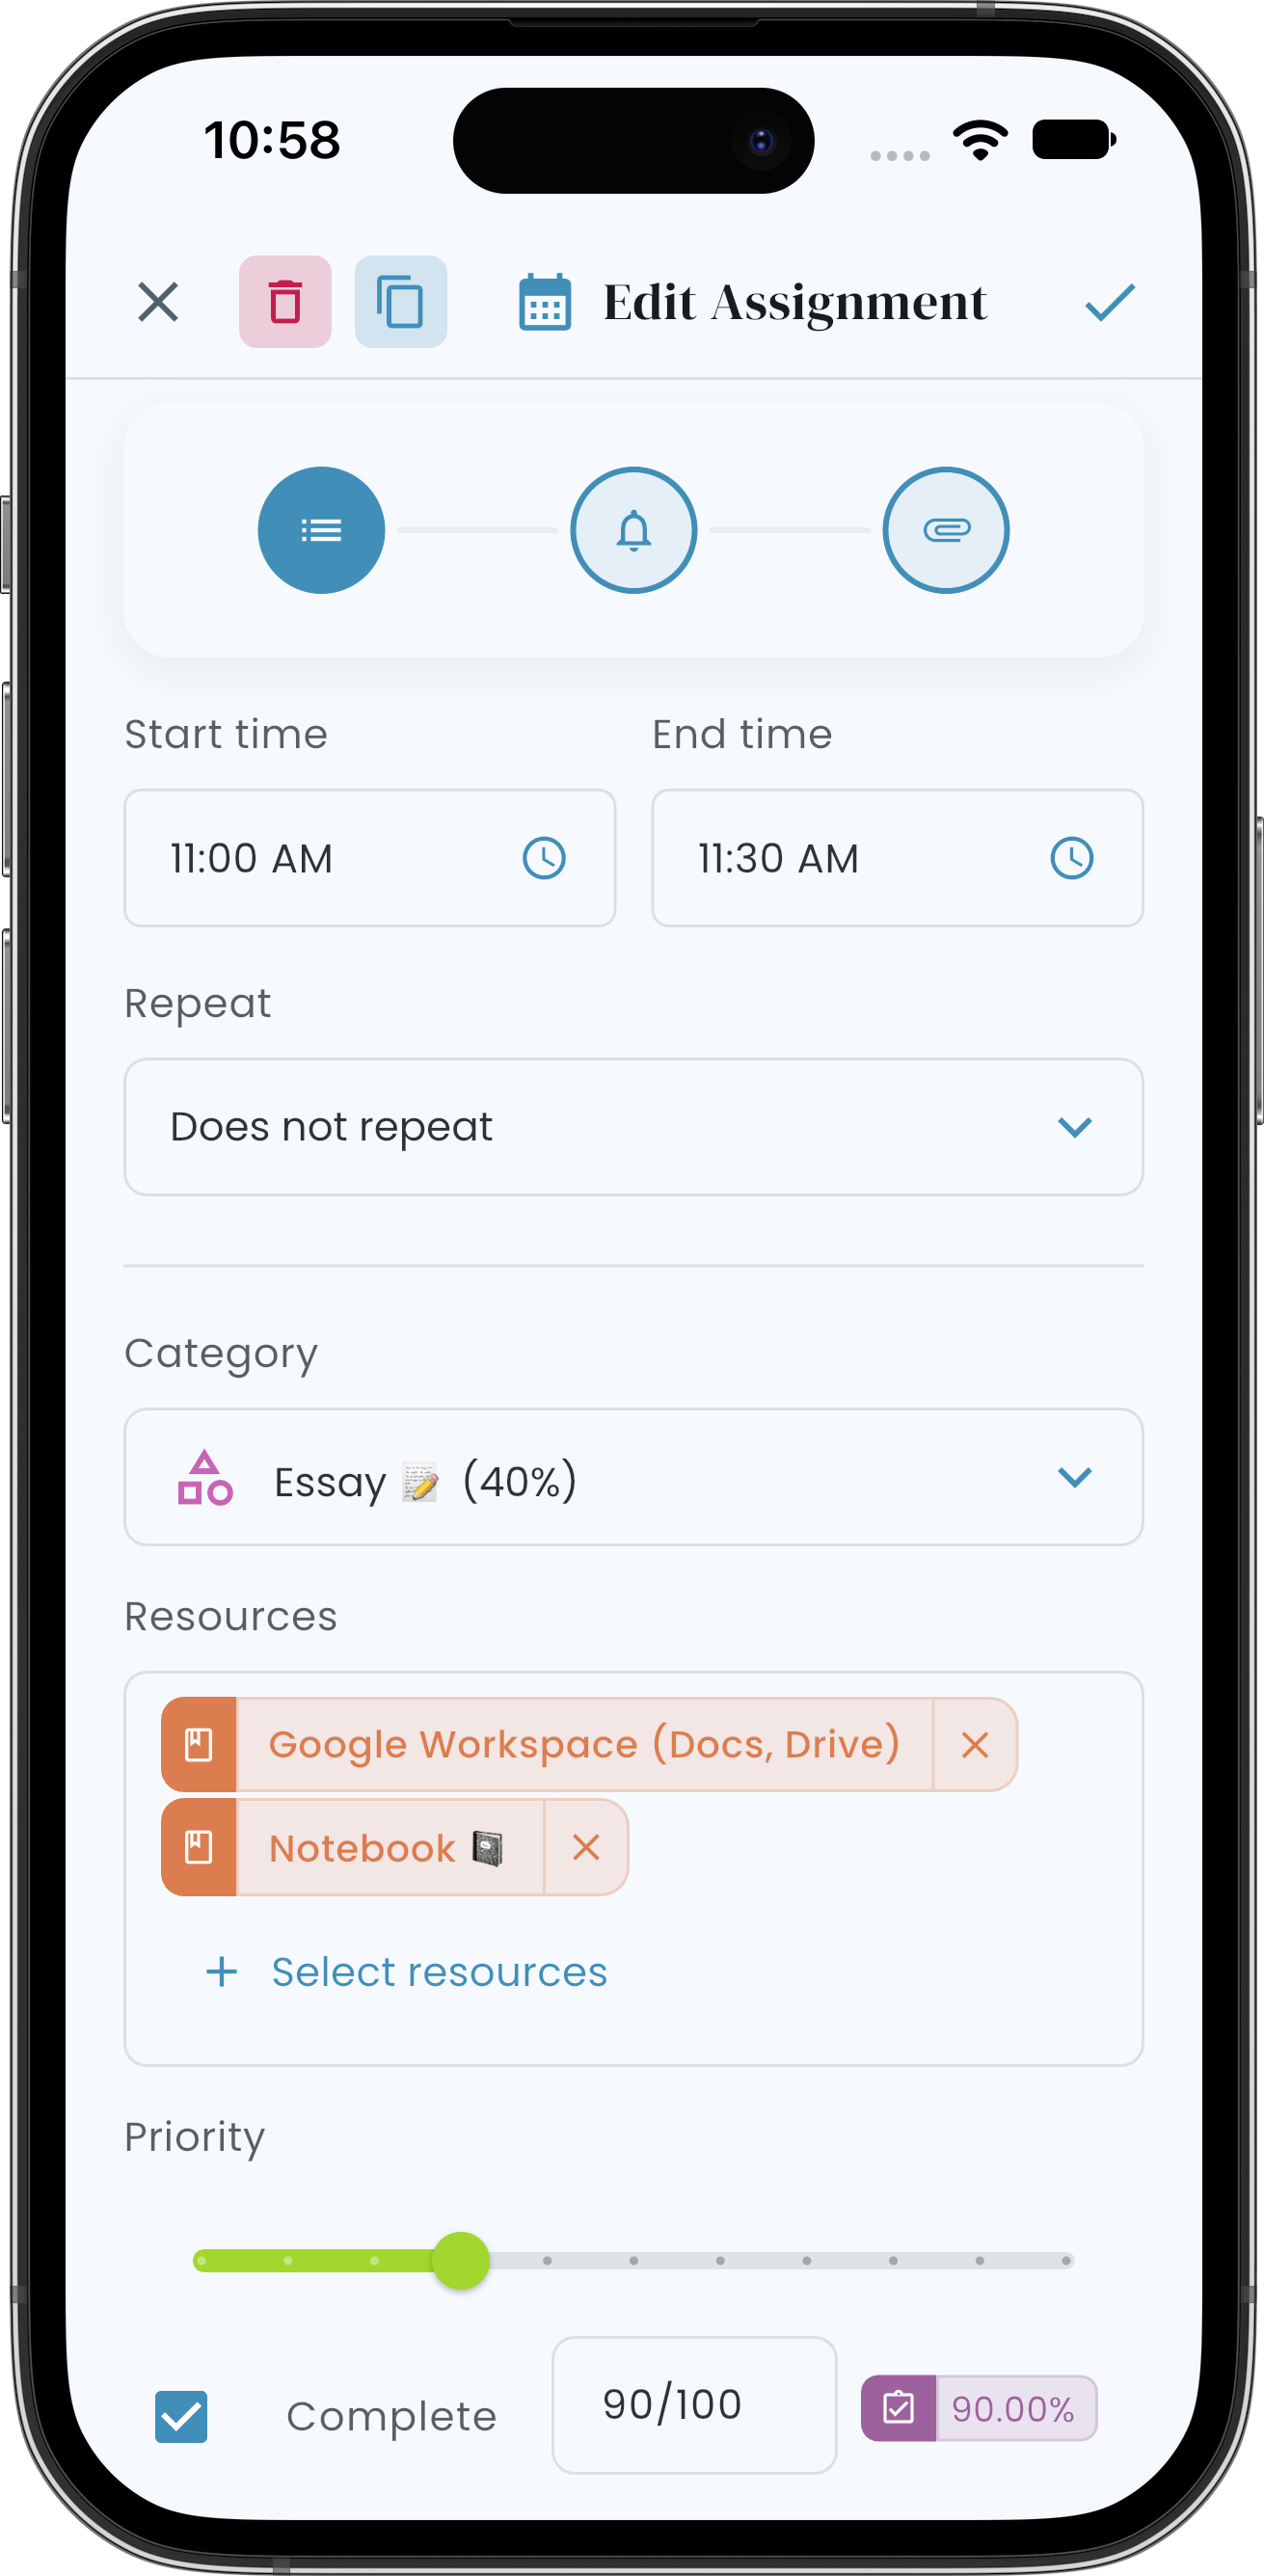 10:58
Edit Assignment
Start time End time
11:00 AM 11:30 AM
Repeat
Does not repeat
Category
Essay 📝 (40%)
Resources
Google Workspace (Docs, Drive)
Notebook 📓
+ Select resources
Priority
Complete 90/100 90.00%